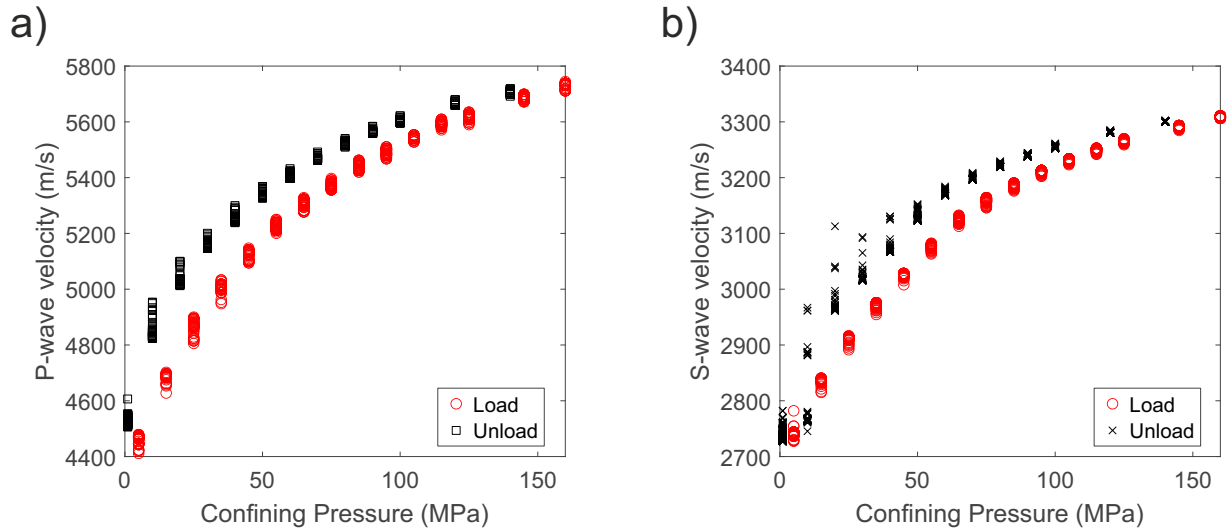 a)
5800
5600
5400
5200
5000
4800
4600
4400
0
50
100
150
P-wave velocity (m/s)
Confining Pressure (MPa)
Load
Unload
b)
3400
3300
3200
3100
3000
2900
2800
2700
0
50
100
150
S-wave velocity (m/s)
Confining Pressure (MPa)
Load
Unload